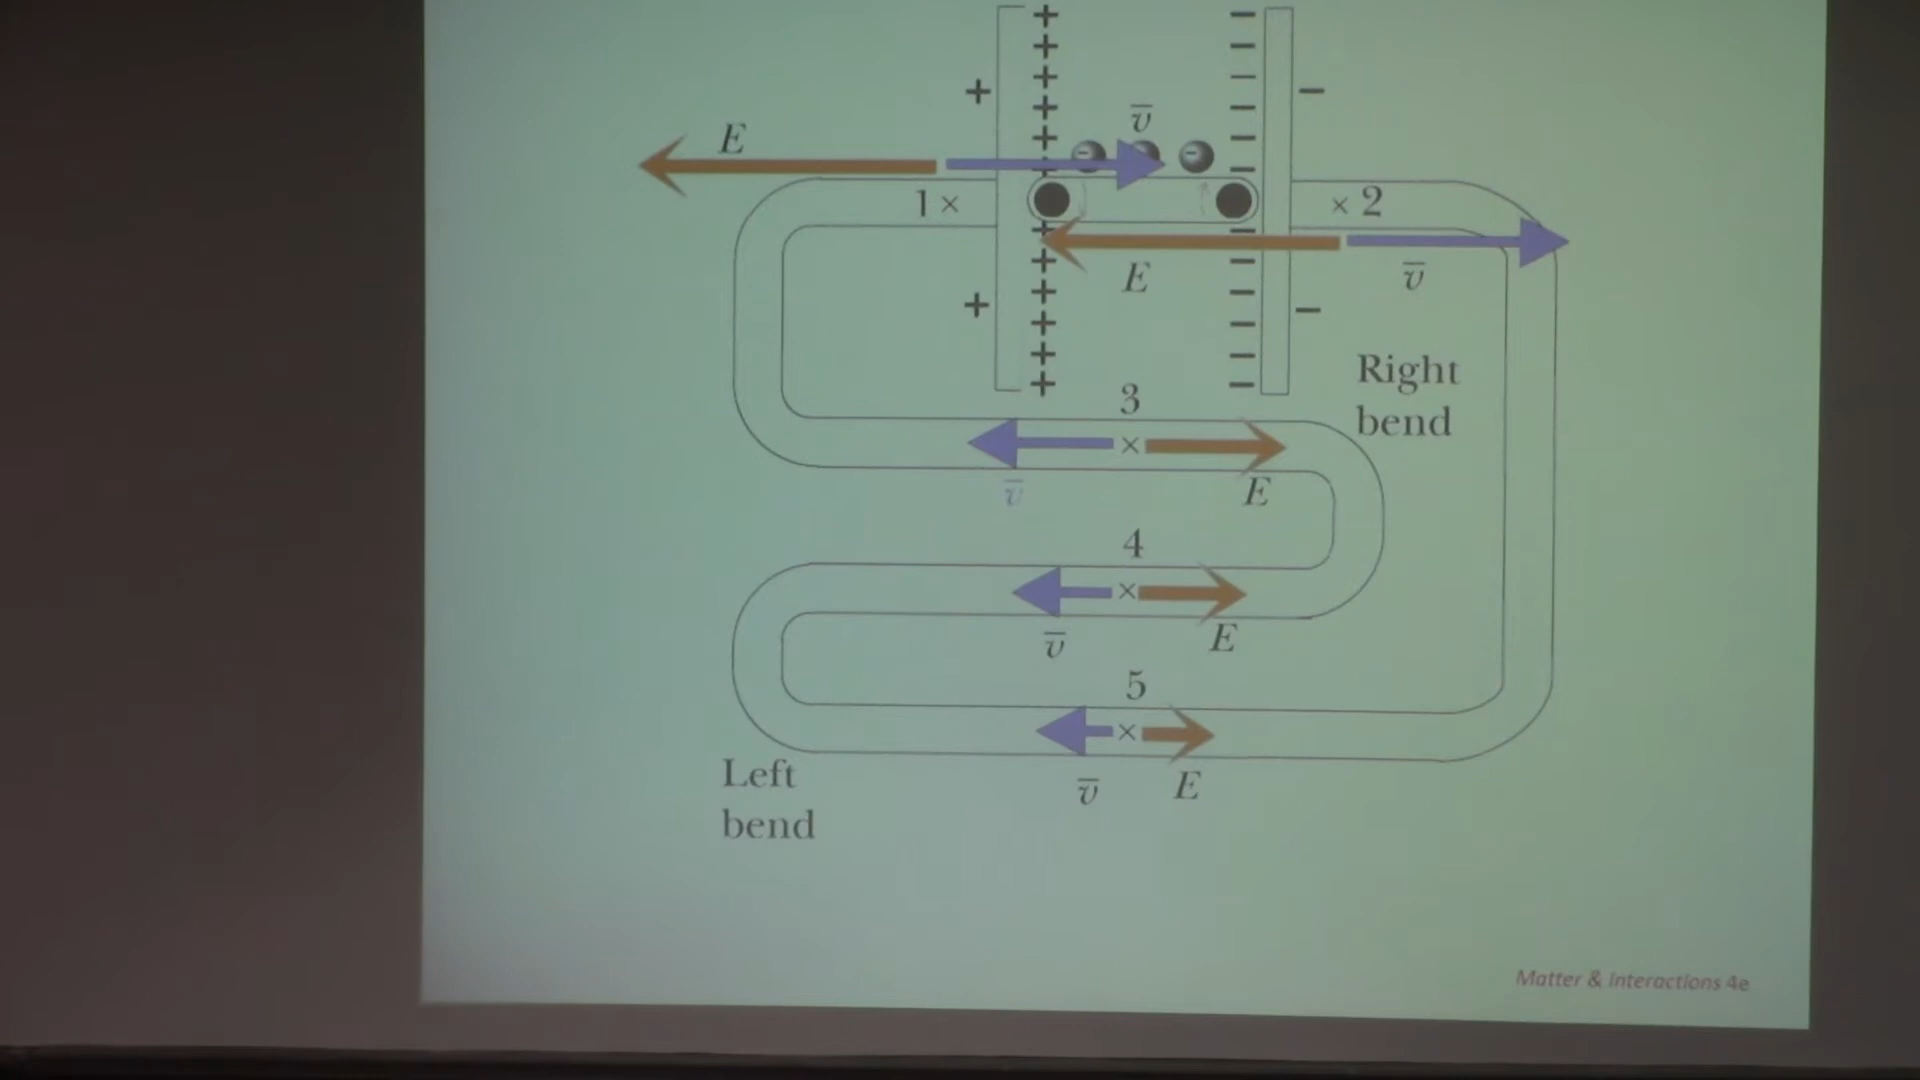 E
v̄
1 ×
× 2
E
v̄
Right
bend
3
×
v̄
E
4
×
v̄
E
5
×
v̄
E
Left
bend
Matter & Interactions 4e